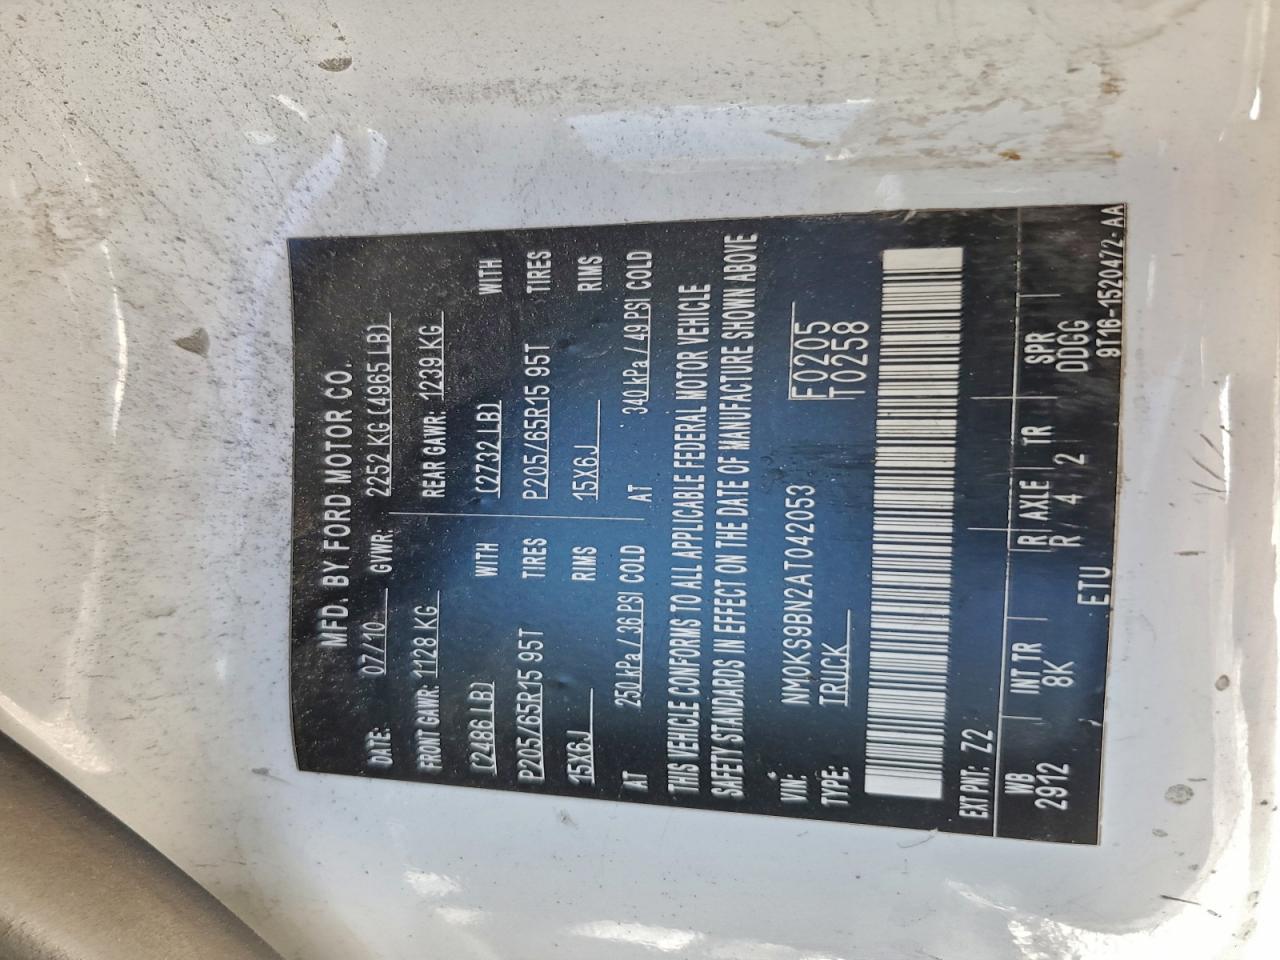 MFD. BY FORD MOTOR CO.
DATE: 07/10 GVWR: 2252 KG (4965 LB)
FRONT GAWR: 1128 KG REAR GAWR: 1239 KG
(2486 LB) WITH (2732 LB) WITH
P205/65R15 95T TIRES P205/65R15 95T TIRES
15X6J RIMS 15X6J RIMS
AT 251 kPa / 36 PSI COLD AT 340 kPa / 49 PSI COLD
THIS VEHICLE CONFORMS TO ALL APPLICABLE FEDERAL MOTOR VEHICLE
SAFETY STANDARDS IN EFFECT ON THE DATE OF MANUFACTURE SHOWN ABOVE
VIN: NM0KS9BN2AT042053 F0205
TYPE: TRUCK T0258
EXT PNT: Z2
WB INT TR R AXLE TR SPR
2912 8K R/ 4 2 DDGG
ETU 9T16-1520472-AA